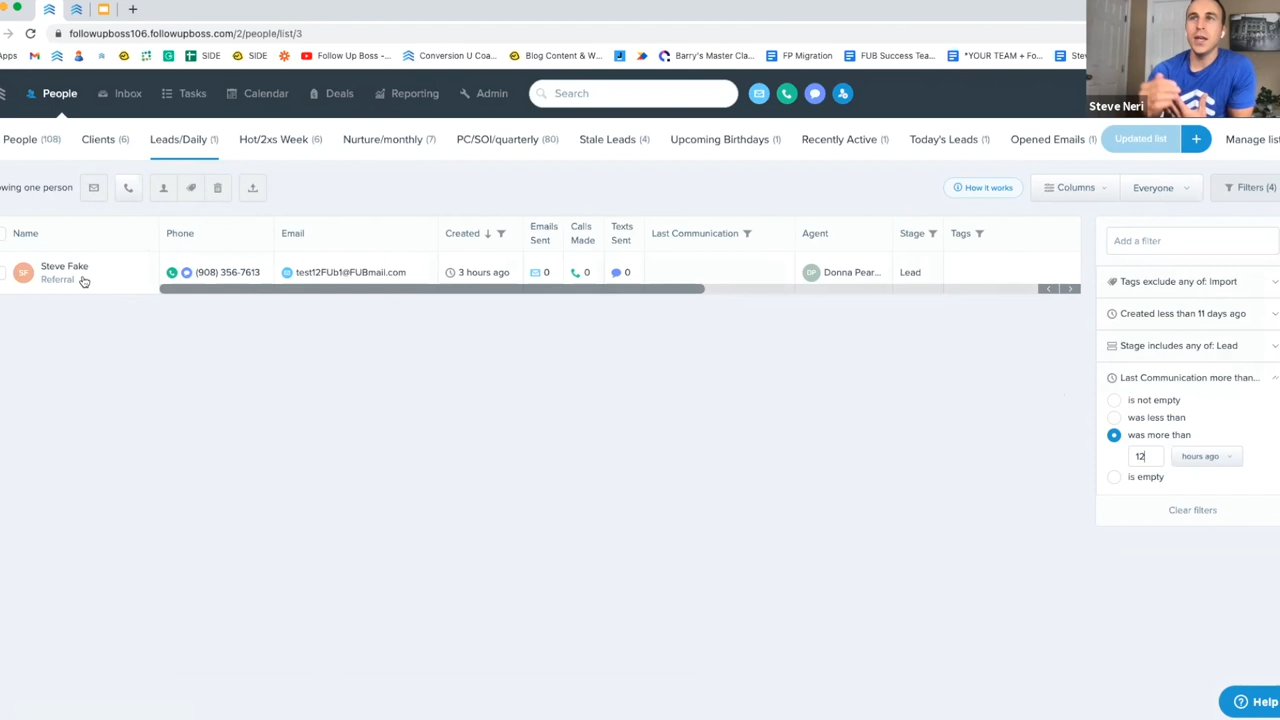 followupboss106.followupboss.com/2/people/list/3
Apps SIDE SIDE Follow Up Boss - Conversion U Coa... Blog Content & W... Barry's Master Cla... FP Migration FUB Success Tea... *YOUR TEAM + Fo... Ste
People Inbox Tasks Calendar Deals Reporting Admin Search
Steve Neri
People (108) Clients (6) Leads/Daily (1) Hot/2xs Week (6) Nurture/monthly (7) PC/SOI/quarterly (80) Stale Leads (4) Upcoming Birthdays (1) Recently Active (1) Today's Leads (1) Opened Emails (1) Updated list + Manage list
owing one person How it works Columns Everyone Filters (4)
Name Phone Email Created Emails Sent Calls Made Texts Sent Last Communication Agent Stage Tags
SF Steve Fake (908) 356-7613 test12FUb1@FUBmail.com 3 hours ago 0 0 0 DP Donna Pear... Lead
Referral
Add a filter
Tags exclude any of: Import
Created less than 11 days ago
Stage includes any of: Lead
Last Communication more than...
is not empty
was less than
was more than
12 hours ago
is empty
Clear filters
Help